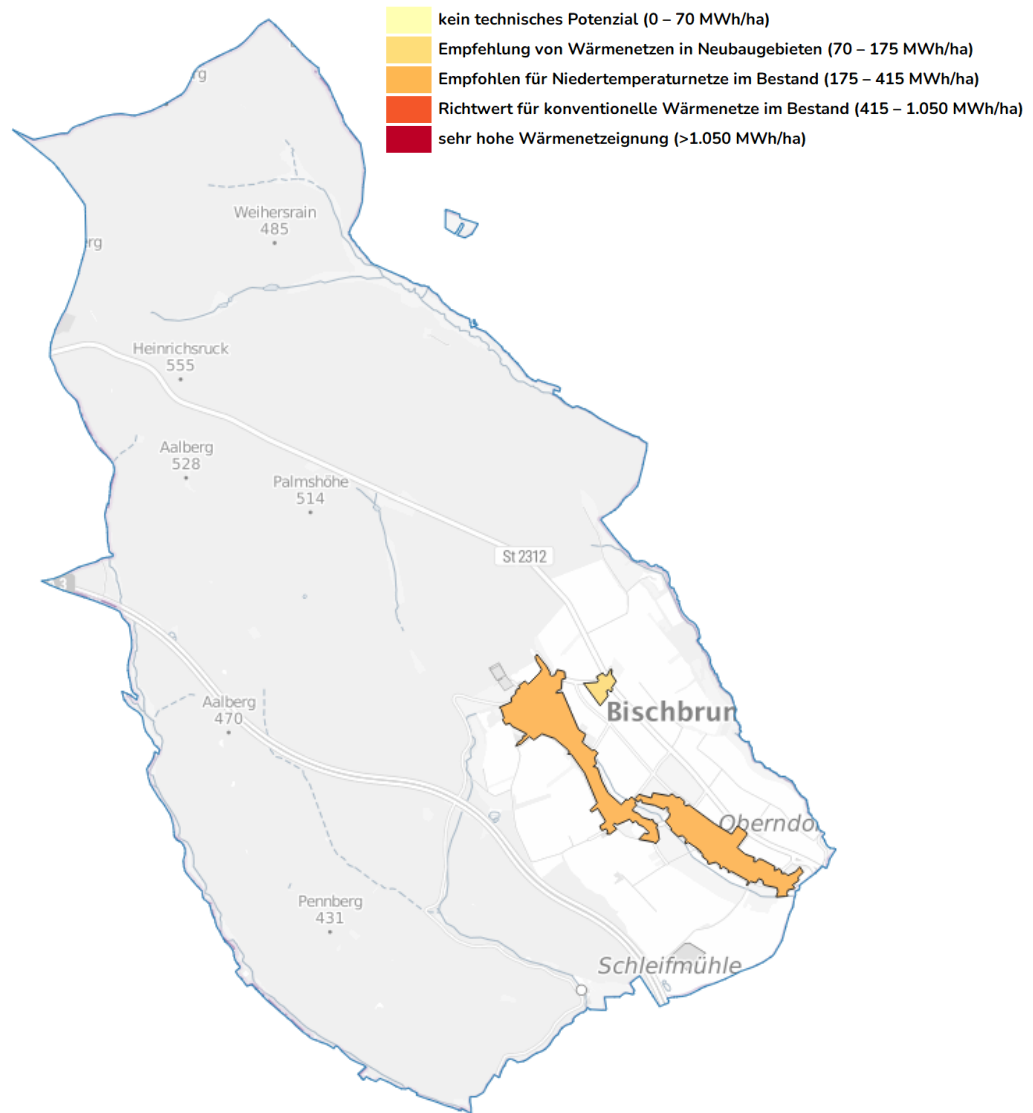 kein technisches Potenzial (0 – 70 MWh/ha)
Empfehlung von Wärmenetzen in Neubaugebieten (70 – 175 MWh/ha)
Empfohlen für Niedertemperaturnetze im Bestand (175 – 415 MWh/ha)
Richtwert für konventionelle Wärmenetze im Bestand (415 – 1.050 MWh/ha)
sehr hohe Wärmenetzeignung (>1.050 MWh/ha)
rg
Weihersrain
485
rg
Heinrichsruck
555
Aalberg
528
Palmshöhe
514
St 2312
3
Aalberg
470
Bischbrun
Oberndo
Pennberg
431
Schleifmühle